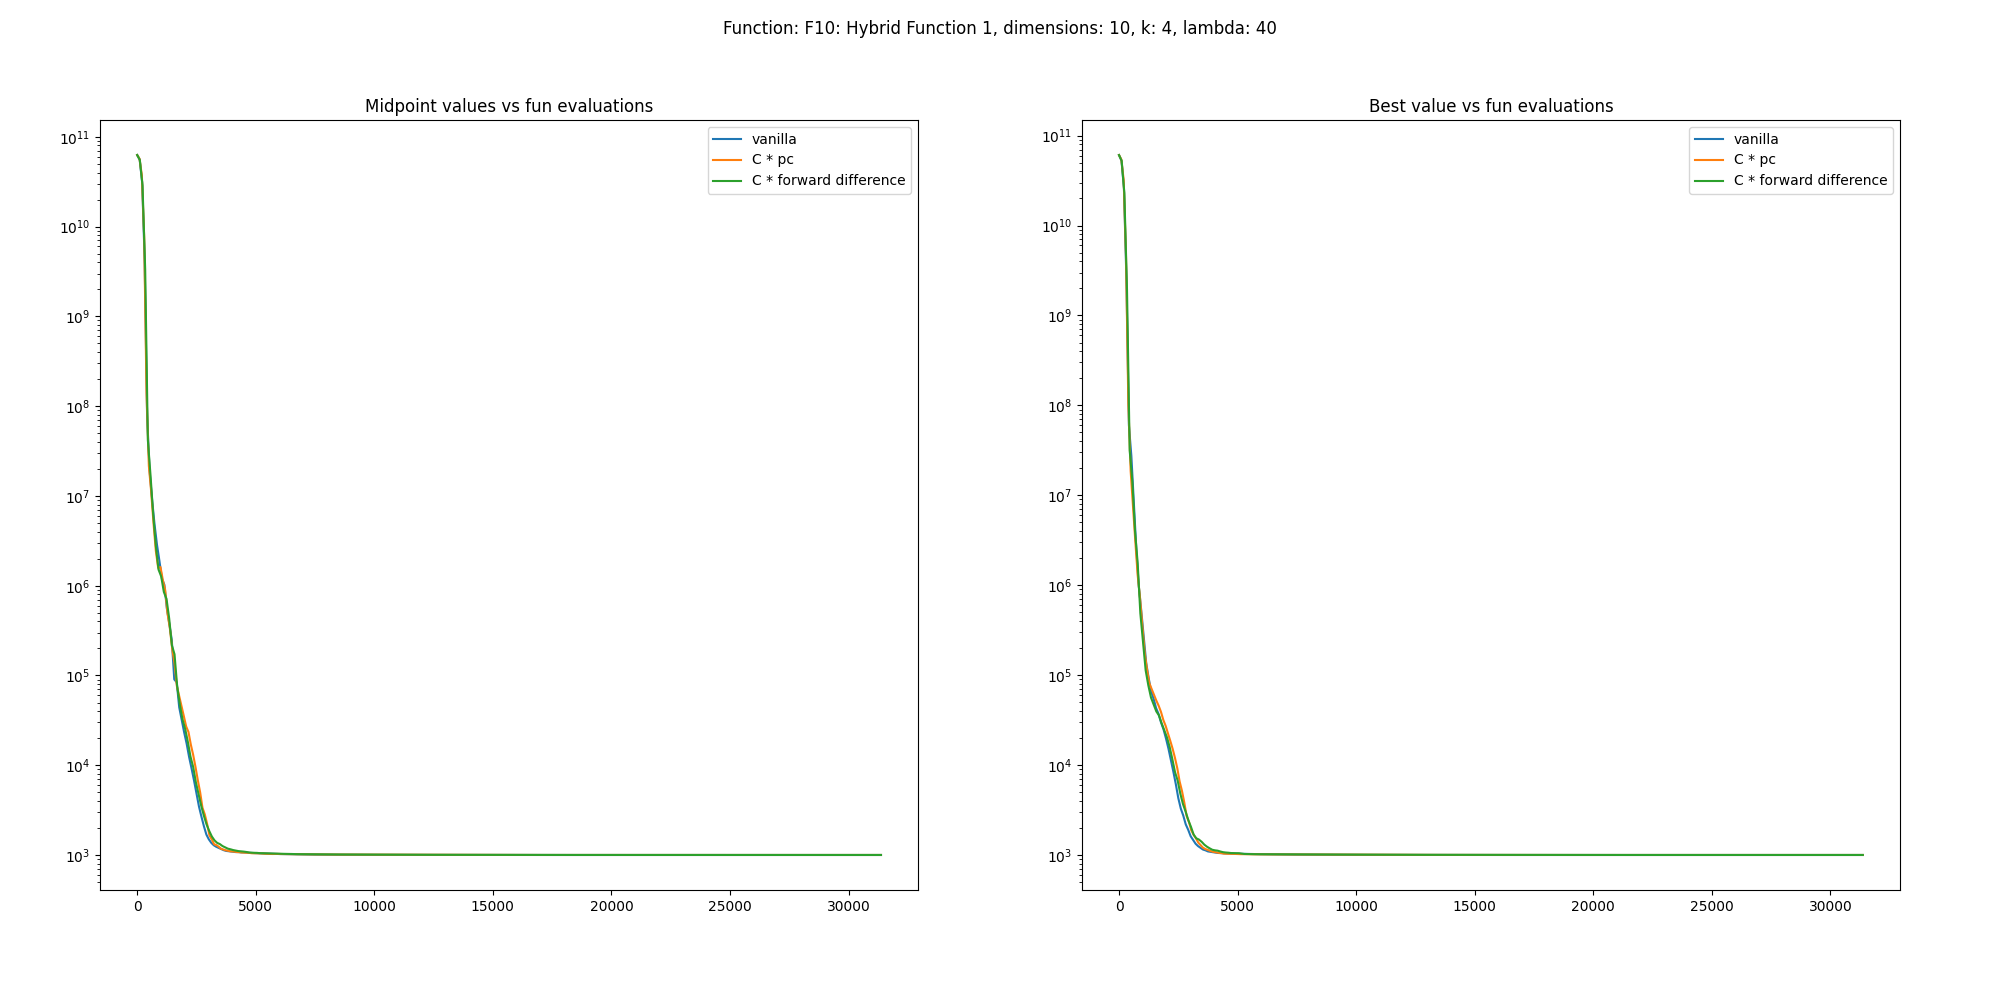 Function: F10: Hybrid Function 1, dimensions: 10, k: 4, lambda: 40
Midpoint values vs fun evaluations
vanilla
C * pc
C * forward difference
10¹¹
10¹⁰
10⁹
10⁸
10⁷
10⁶
10⁵
10⁴
10³
0 5000 10000 15000 20000 25000 30000
Best value vs fun evaluations
vanilla
C * pc
C * forward difference
10¹¹
10¹⁰
10⁹
10⁸
10⁷
10⁶
10⁵
10⁴
10³
0 5000 10000 15000 20000 25000 30000